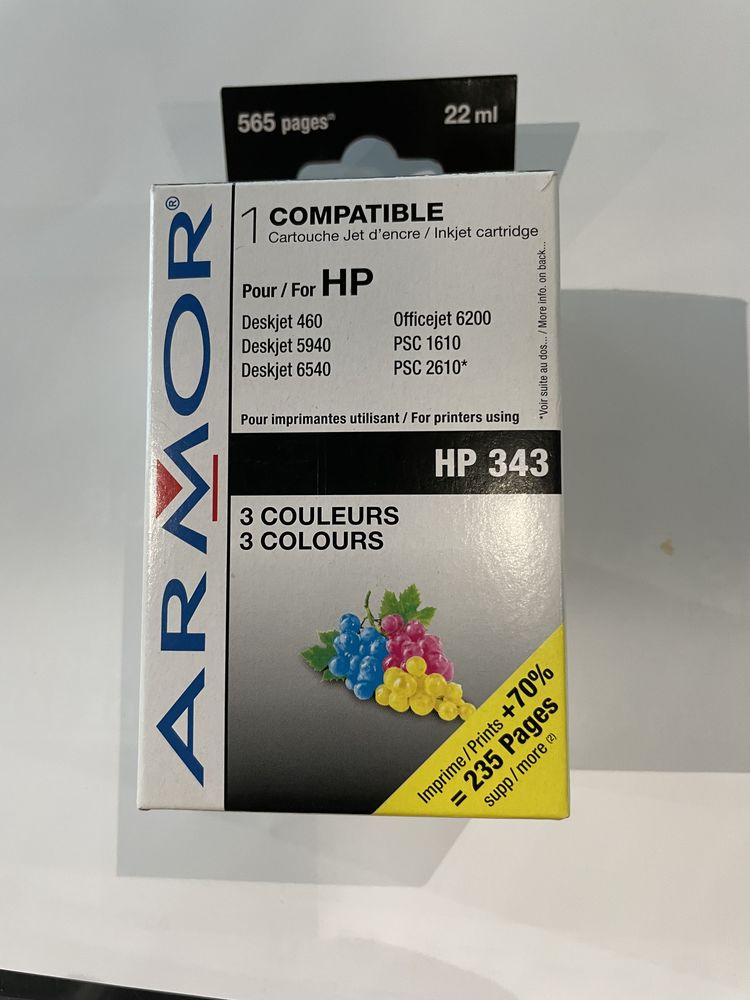 565 pages⁽¹⁾ 22 ml
ARMOR®
1 COMPATIBLE
Cartouche Jet d'encre / Inkjet cartridge
Pour / For HP
Deskjet 460 Officejet 6200
Deskjet 5940 PSC 1610
Deskjet 6540 PSC 2610*
*Voir suite au dos... / More info. on back...
Pour imprimantes utilisant / For printers using
HP 343
3 COULEURS
3 COLOURS
Imprime / Prints +70%
= 235 Pages
supp / more ⁽²⁾